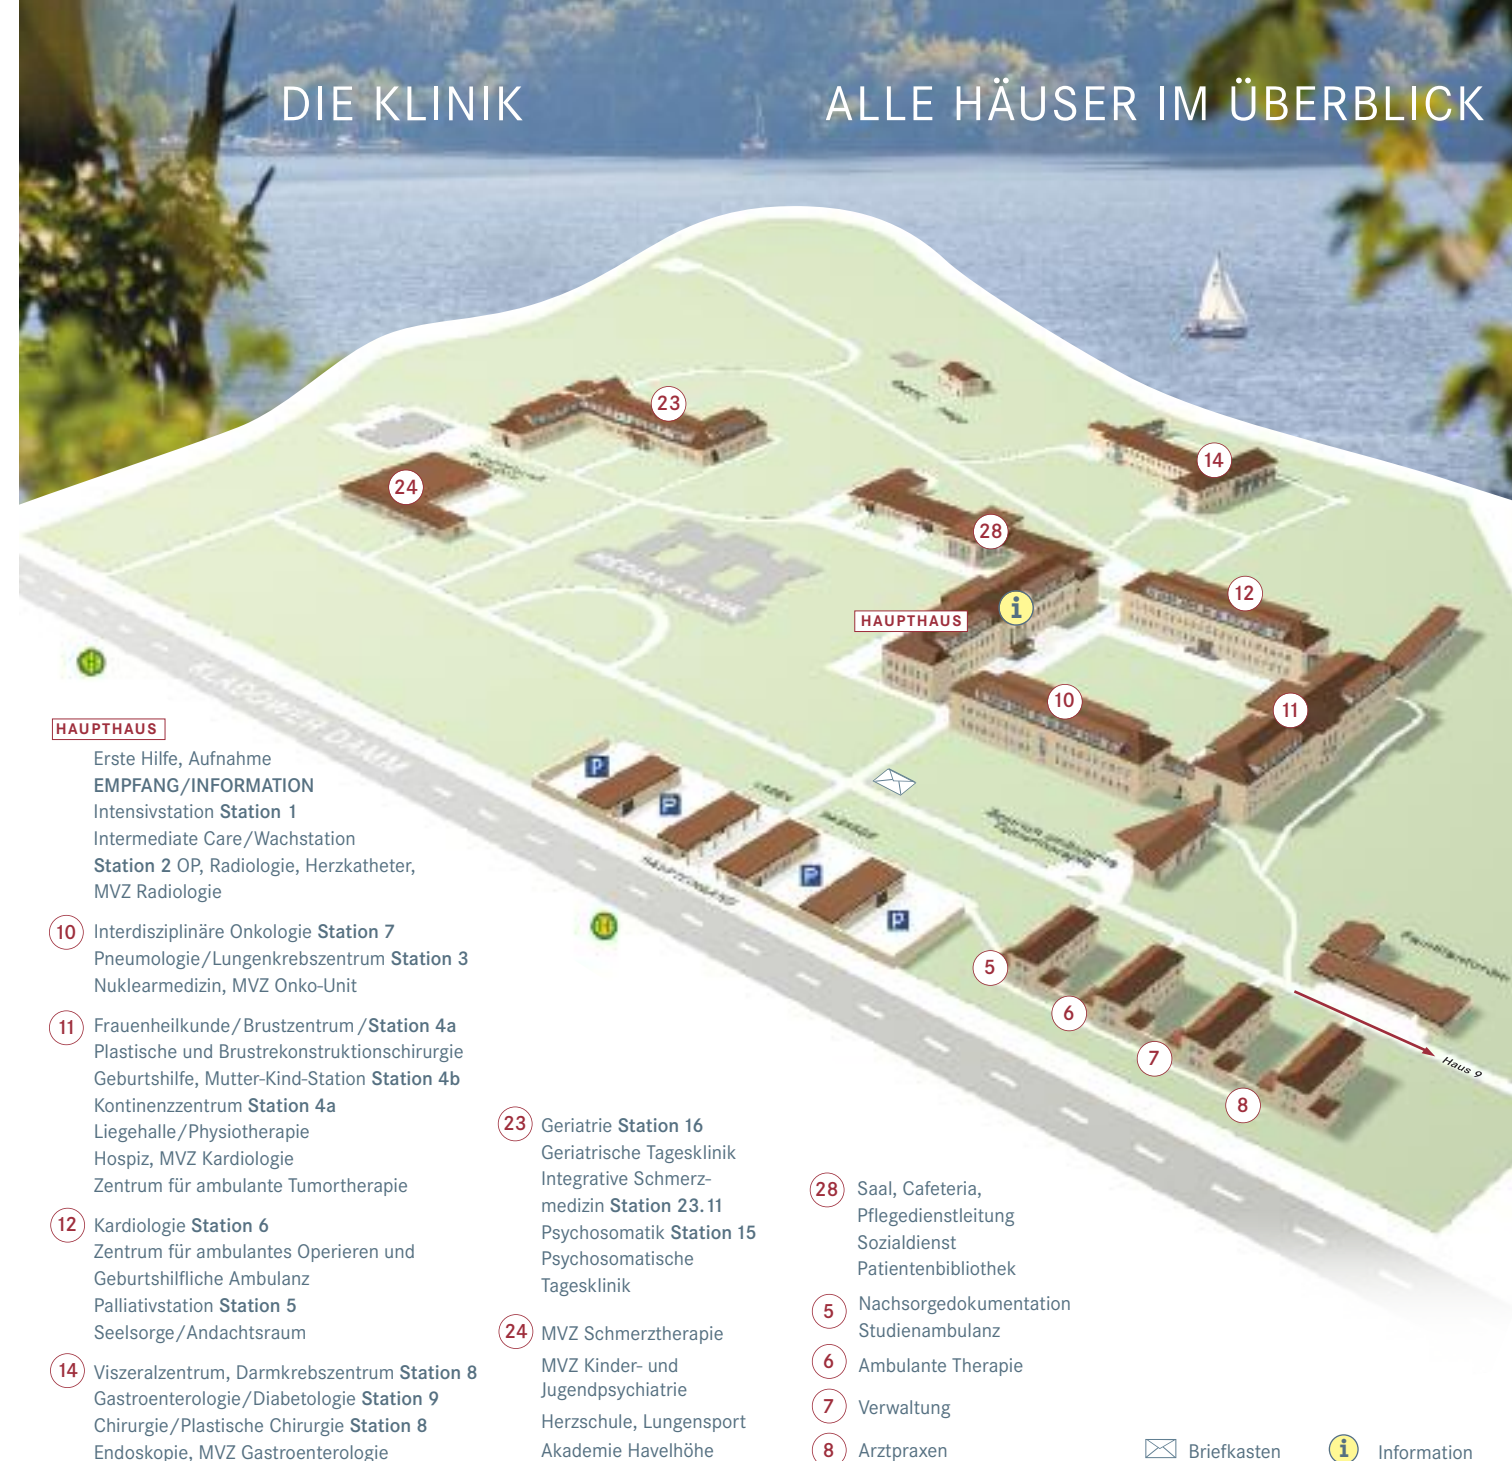 DIE KLINIK
ALLE HÄUSER IM ÜBERBLICK
23
24
14
28
12
MEDIAN KLINIK
i
HAUPTHAUS
10
11
H
KLADOWER DAMM
P
P
P
P
LADEN
HAUPTEINGANG
H
5
6
7
8
Haus 9
HAUPTHAUS
Erste Hilfe, Aufnahme
EMPFANG/INFORMATION
Intensivstation Station 1
Intermediate Care/Wachstation
Station 2 OP, Radiologie, Herzkatheter,
MVZ Radiologie
10 Interdisziplinäre Onkologie Station 7
Pneumologie/Lungenkrebszentrum Station 3
Nuklearmedizin, MVZ Onko-Unit
11 Frauenheilkunde/Brustzentrum/Station 4a
Plastische und Brustrekonstruktionschirurgie
Geburtshilfe, Mutter-Kind-Station Station 4b
Kontinenzzentrum Station 4a
Liegehalle/Physiotherapie
Hospiz, MVZ Kardiologie
Zentrum für ambulante Tumortherapie
12 Kardiologie Station 6
Zentrum für ambulantes Operieren und
Geburtshilfliche Ambulanz
Palliativstation Station 5
Seelsorge/Andachtsraum
14 Viszeralzentrum, Darmkrebszentrum Station 8
Gastroenterologie/Diabetologie Station 9
Chirurgie/Plastische Chirurgie Station 8
Endoskopie, MVZ Gastroenterologie
23 Geriatrie Station 16
Geriatrische Tagesklinik
Integrative Schmerz-
medizin Station 23.11
Psychosomatik Station 15
Psychosomatische
Tagesklinik
24 MVZ Schmerztherapie
MVZ Kinder- und
Jugendpsychiatrie
Herzschule, Lungensport
Akademie Havelhöhe
28 Saal, Cafeteria,
Pflegedienstleitung
Sozialdienst
Patientenbibliothek
5 Nachsorgedokumentation
Studienambulanz
6 Ambulante Therapie
7 Verwaltung
8 Arztpraxen
Briefkasten
i Information